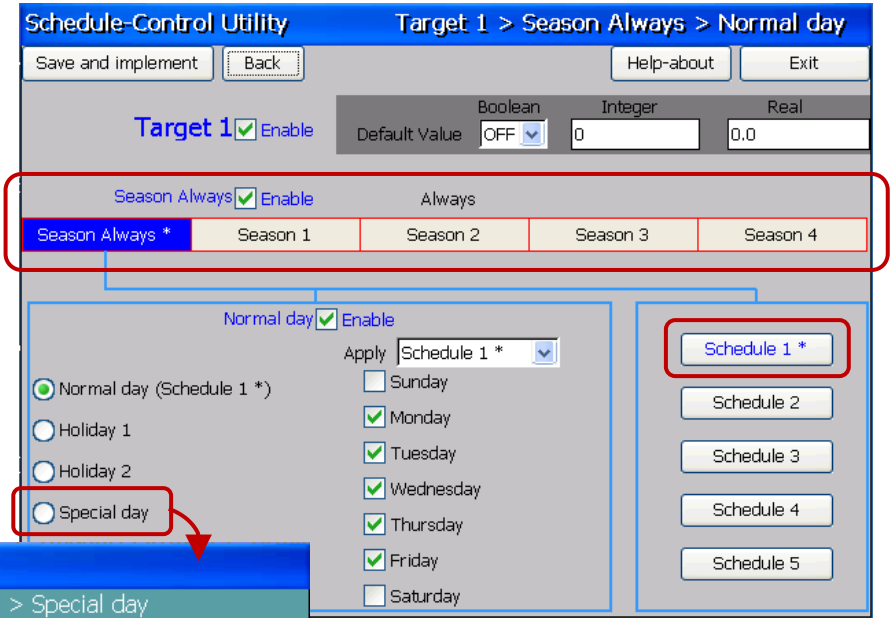 Schedule-Control Utility Target 1 > Season Always > Normal day
Save and implement Back Help-about Exit
Boolean Integer Real
Target 1 Enable Default Value OFF 0 0.0
Season Always Enable Always
Season Always * Season 1 Season 2 Season 3 Season 4
Normal day Enable
Apply Schedule 1 *
Normal day (Schedule 1 *)
Holiday 1
Holiday 2
Special day
Sunday
Monday
Tuesday
Wednesday
Thursday
Friday
Saturday
Schedule 1 *
Schedule 2
Schedule 3
Schedule 4
Schedule 5
> Special day